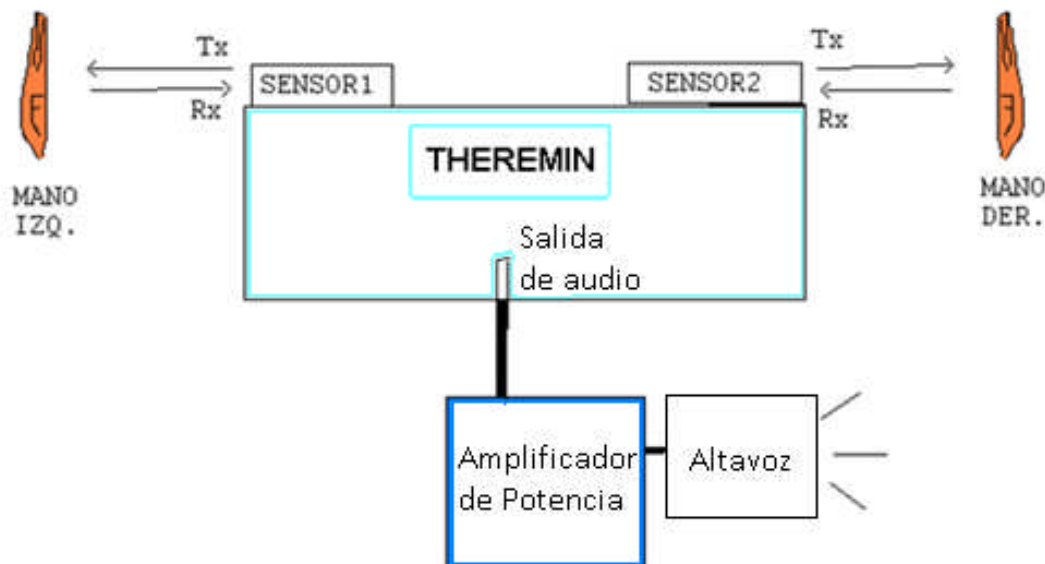 Tx
Tx
SENSOR1
SENSOR2
Rx
Rx
THEREMIN
MANO
IZQ.
MANO
DER.
Salida
de audio
Amplificador
de Potencia
Altavoz